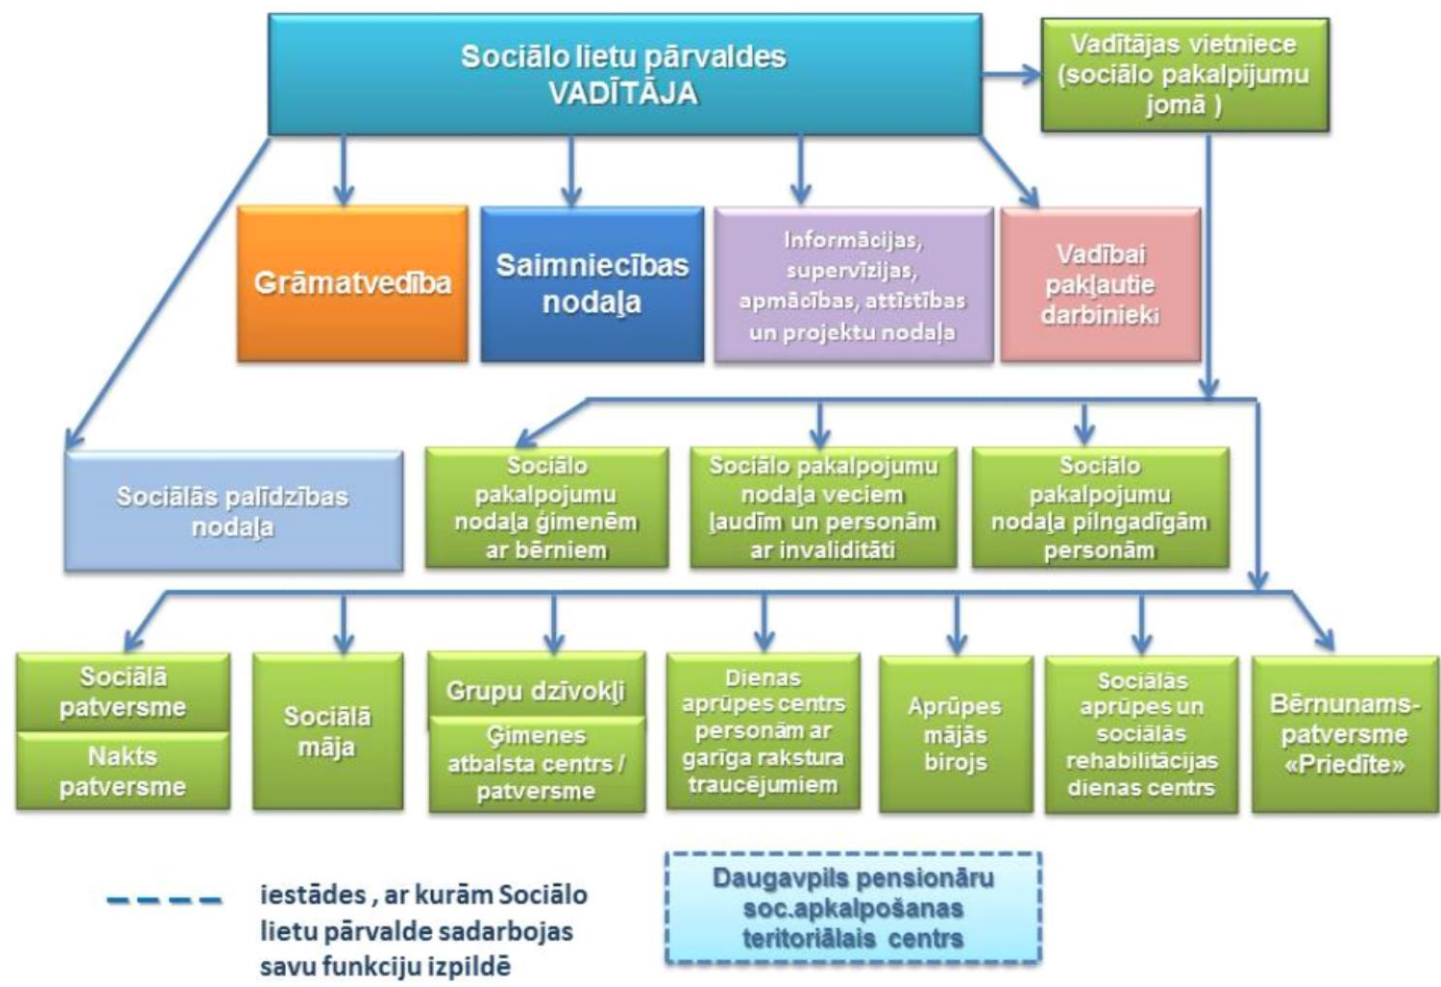 Sociālo lietu pārvaldes
VADĪTĀJA
Vadītājas vietniece
(sociālo pakalpijumu
jomā )
Grāmatvedība
Saimniecības
nodaļa
Informācijas,
supervīzijas,
apmācības, attīstības
un projektu nodaļa
Vadībai
pakļautie
darbinieki
Sociālās palīdzības
nodaļa
Sociālo
pakalpojumu
nodaļa ģimenēm
ar bērniem
Sociālo pakalpojumu
nodaļa veciem
ļaudīm un personām
ar invaliditāti
Sociālo
pakalpojumu
nodaļa pilngadīgām
personām
Sociālā
patversme
Nakts
patversme
Sociālā
māja
Grupu dzīvokļi
Ģimenes
atbalsta centrs /
patversme
Dienas
aprūpes centrs
personām ar
garīga rakstura
traucējumiem
Aprūpes
mājās
birojs
Sociālās
aprūpes un
sociālās
rehabilitācijas
dienas centrs
Bērnunams-
patversme
«Priedīte»
iestādes , ar kurām Sociālo
lietu pārvalde sadarbojas
savu funkciju izpildē
Daugavpils pensionāru
soc.apkalpošanas
teritoriālais centrs